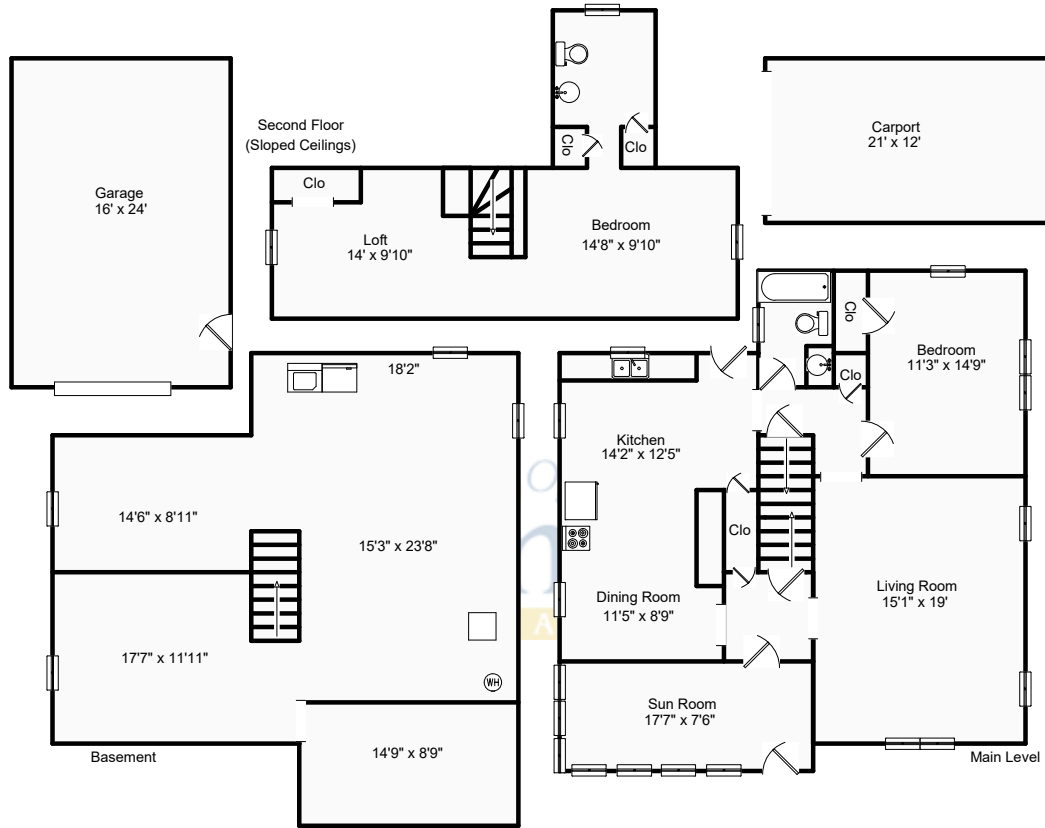 Second Floor
(Sloped Ceilings)
Garage
16' x 24'
Clo
Loft
14' x 9'10"
Clo
Clo
Bedroom
14'8" x 9'10"
Carport
21' x 12'
18'2"
14'6" x 8'11"
15'3" x 23'8"
17'7" x 11'11"
WH
14'9" x 8'9"
Basement
Kitchen
14'2" x 12'5"
Clo
Dining Room
11'5" x 8'9"
Sun Room
17'7" x 7'6"
Clo
Clo
Bedroom
11'3" x 14'9"
Living Room
15'1" x 19'
Main Level